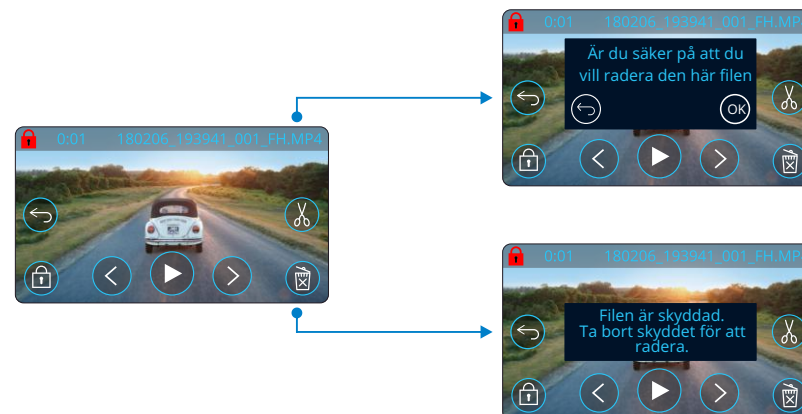 0:01 180206_193941_001_FH.MP4
0:01 180206_193941_001_FH.MP
Är du säker på att du
vill radera den här filen
OK
0:01 180206_193941_001_FH.MP
Filen är skyddad.
Ta bort skyddet för att
radera.